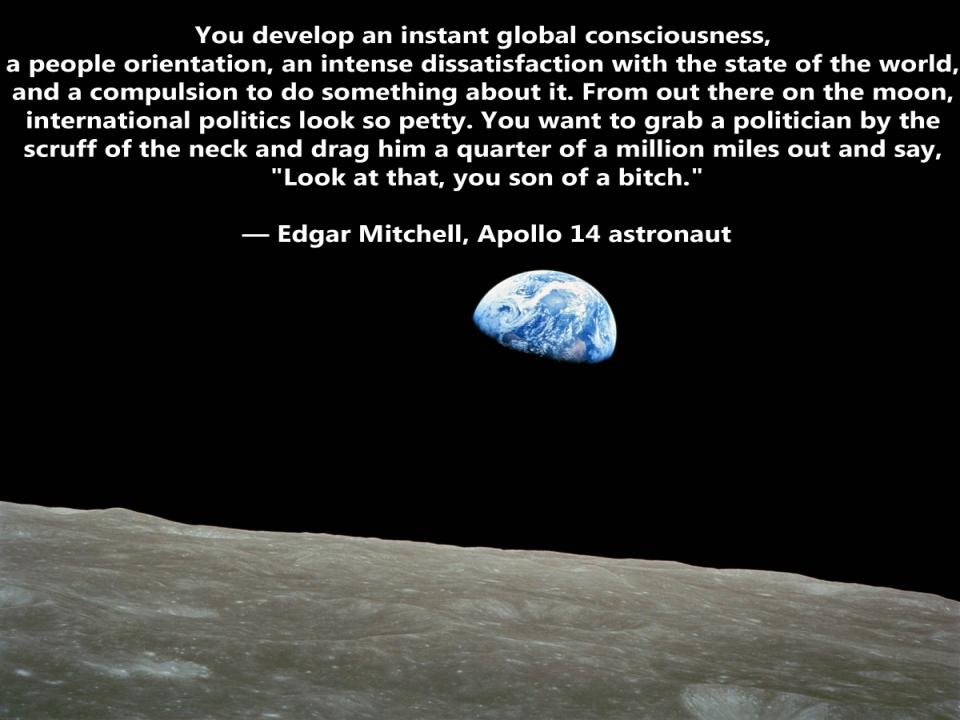 You develop an instant global consciousness,
a people orientation, an intense dissatisfaction with the state of the world,
and a compulsion to do something about it. From out there on the moon,
international politics look so petty. You want to grab a politician by the
scruff of the neck and drag him a quarter of a million miles out and say,
"Look at that, you son of a bitch."
— Edgar Mitchell, Apollo 14 astronaut